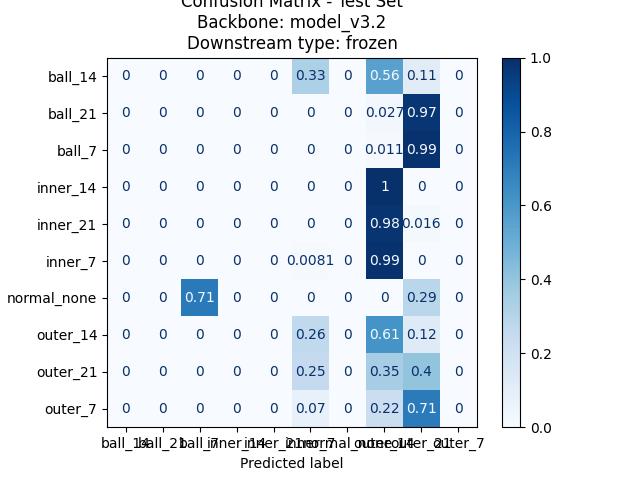 Confusion Matrix - Test Set
Backbone: model_v3.2
Downstream type: frozen
ball_14 0 0 0 0 0 0.33 0 0.56 0.11 0 1.0
ball_21 0 0 0 0 0 0 0 0.027 0.97 0
ball_7 0 0 0 0 0 0 0 0.011 0.99 0 0.8
inner_14 0 0 0 0 0 0 0 1 0 0
inner_21 0 0 0 0 0 0 0 0.98 0.016 0 0.6
inner_7 0 0 0 0 0 0.0081 0 0.99 0 0 0.4
normal_none 0 0 0.71 0 0 0 0 0 0.29 0
outer_14 0 0 0 0 0 0.26 0 0.61 0.12 0 0.2
outer_21 0 0 0 0 0 0.25 0 0.35 0.4 0
outer_7 0 0 0 0 0 0.07 0 0.22 0.71 0 0.0
ball_14 ball_21 ball_7 inner_14 inner_21 inner_7 normal_none outer_14 outer_21 outer_7
Predicted label